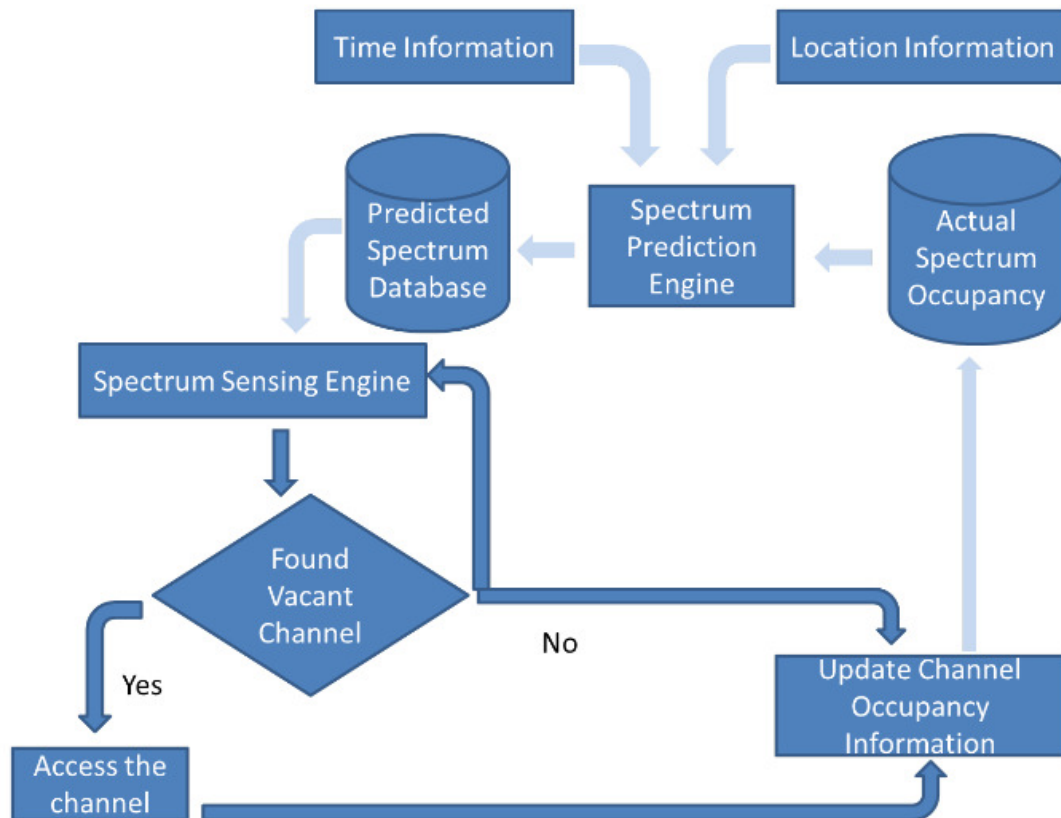 Time Information
Location Information
Predicted
Spectrum
Database
Spectrum
Prediction
Engine
Actual
Spectrum
Occupancy
Spectrum Sensing Engine
Found
Vacant
Channel
No
Yes
Update Channel
Occupancy
Information
Access the
channel